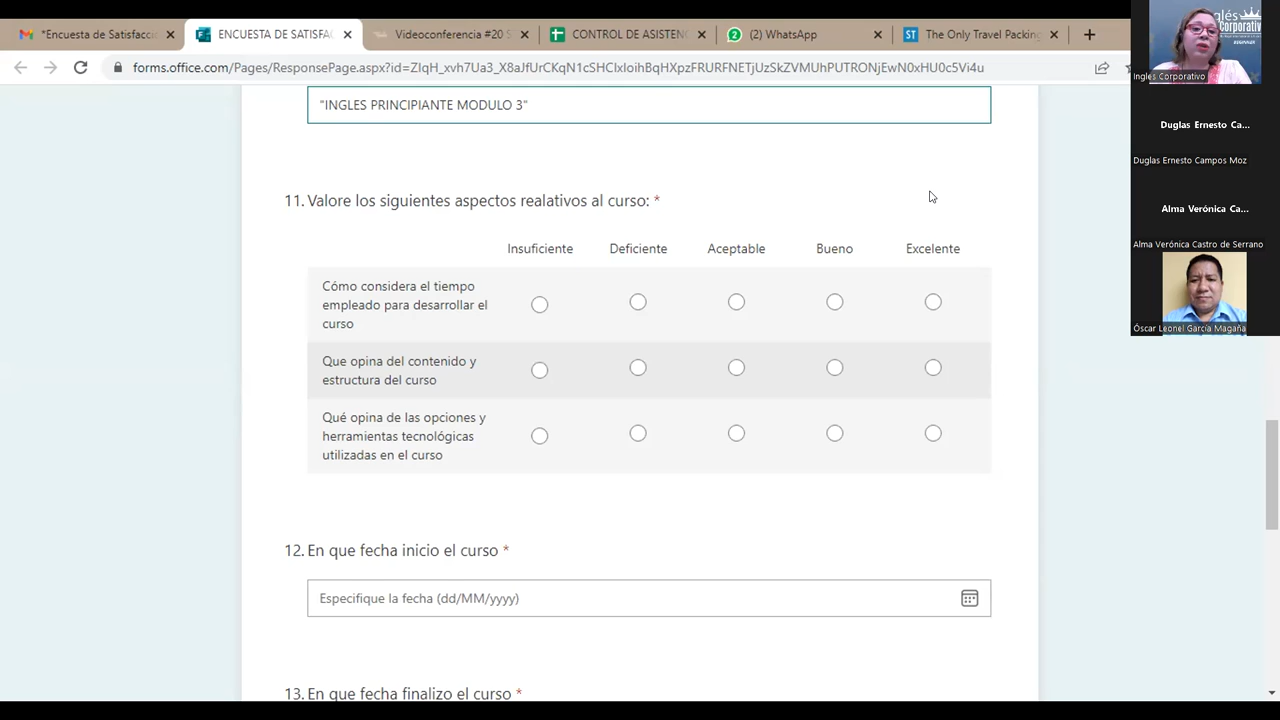 *Encuesta de Satisfacci
ENCUESTA DE SATISFA
Videoconferencia #20 S
CONTROL DE ASISTEN
(2) WhatsApp
The Only Travel Packing
forms.office.com/Pages/ResponsePage.aspx?id=ZIqH_xvh7Ua3_X9aJfUrCKqN1cSHCIxIoihBqHXpzFRURFNETjUzSkZVMUhPUTRONjEwN0xHU0c5Vi4u
"INGLES PRINCIPIANTE MODULO 3"
11. Valore los siguientes aspectos realativos al curso: *
Insuficiente Deficiente Aceptable Bueno Excelente
Cómo considera el tiempo
empleado para desarrollar el
curso
Que opina del contenido y
estructura del curso
Qué opina de las opciones y
herramientas tecnológicas
utilizadas en el curso
12. En que fecha inicio el curso *
Especifique la fecha (dd/MM/yyyy)
13. En que fecha finalizo el curso *
Ingles Corporativo
Duglas Ernesto Ca...
Duglas Ernesto Campos Moz
Alma Verónica Ca...
Alma Verónica Castro de Serrano
Óscar Leonel García Magaña